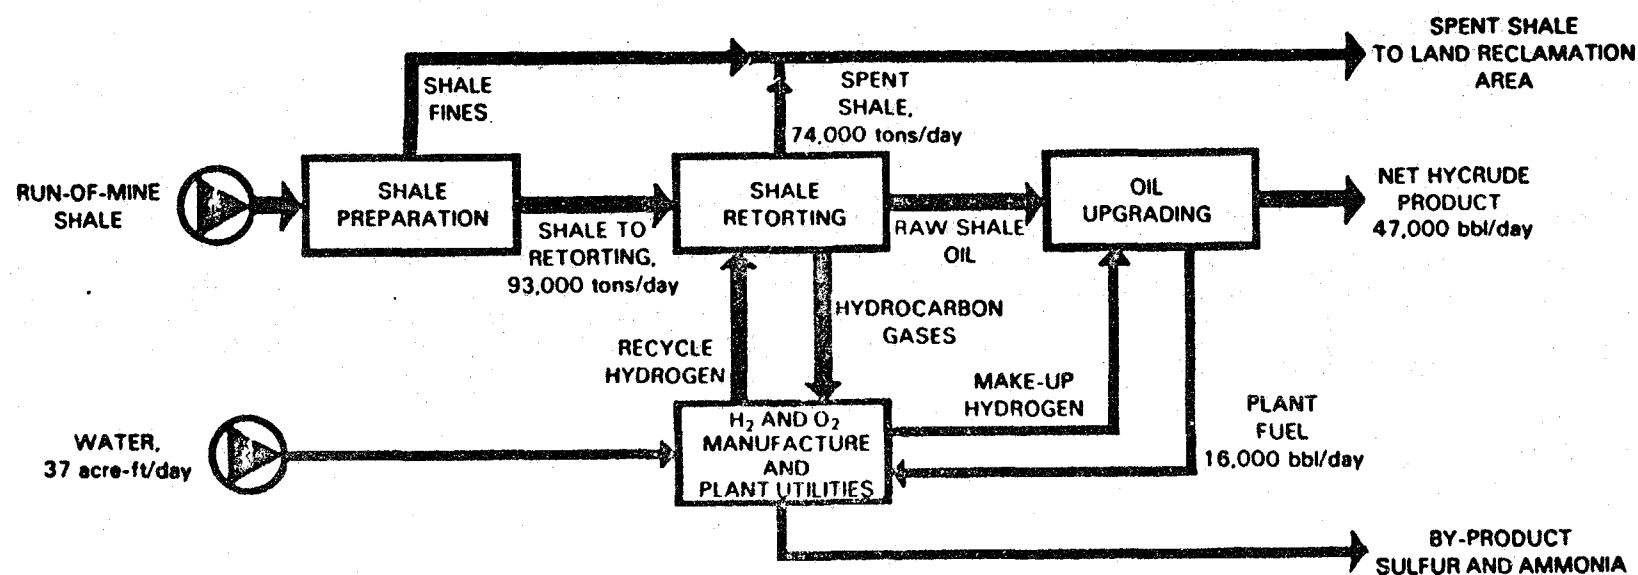 SPENT SHALE
TO LAND RECLAMATION
AREA
SHALE
FINES
SPENT
SHALE,
74,000 tons/day
RUN-OF-MINE
SHALE
SHALE
PREPARATION
SHALE TO
RETORTING,
93,000 tons/day
SHALE
RETORTING
RAW SHALE
OIL
OIL
UPGRADING
NET HYCRUDE
PRODUCT
47,000 bbl/day
RECYCLE
HYDROGEN
HYDROCARBON
GASES
MAKE-UP
HYDROGEN
PLANT
FUEL
16,000 bbl/day
WATER,
37 acre-ft/day
H₂ AND O₂
MANUFACTURE
AND
PLANT UTILITIES
BY-PRODUCT
SULFUR AND AMMONIA